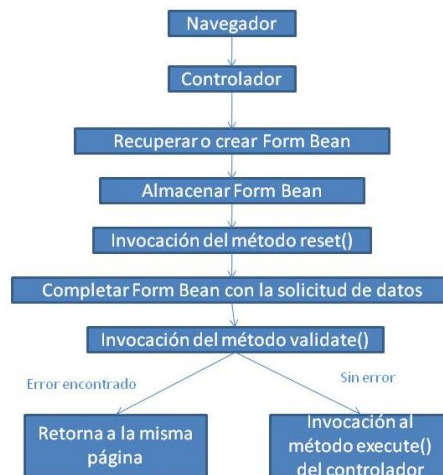 Navegador
Controlador
Recuperar o crear Form Bean
Almacenar Form Bean
Invocación del método reset()
Completar Form Bean con la solicitud de datos
Invocación del método validate()
Error encontrado
Sin error
Retorna a la misma
página
Invocación al
método execute()
del controlador